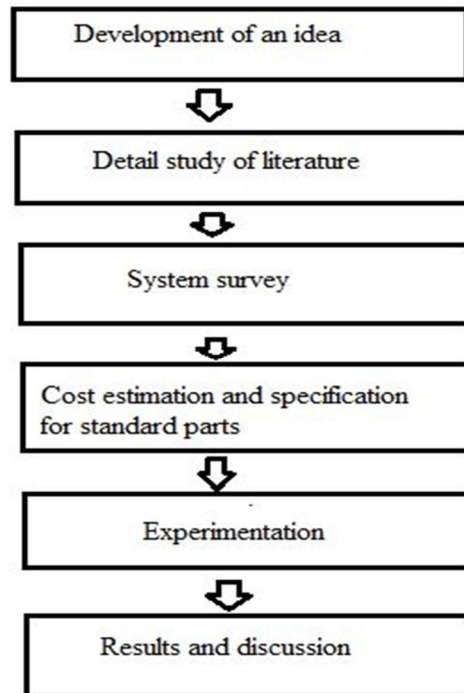 Development of an idea
Detail study of literature
System survey
Cost estimation and specification
for standard parts
Experimentation
Results and discussion